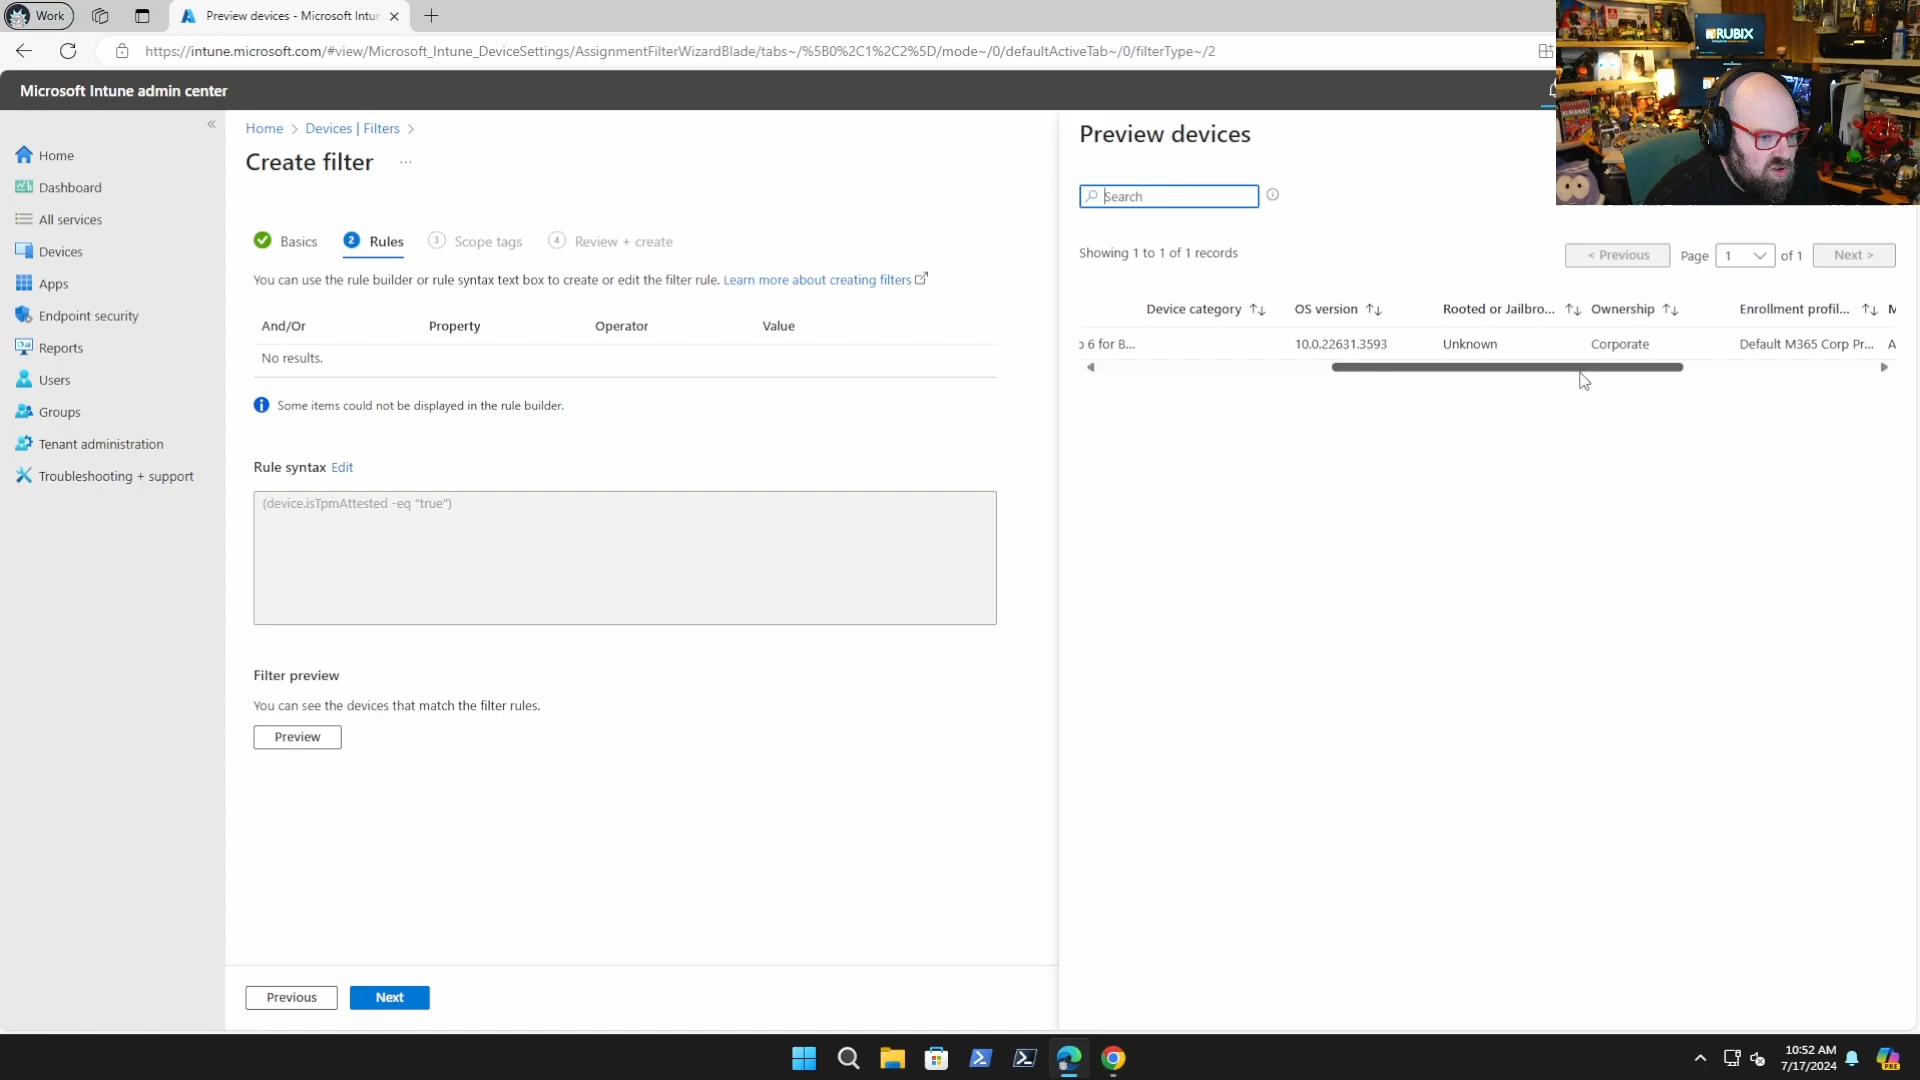 Work
Preview devices - Microsoft Intun
https://intune.microsoft.com/#view/Microsoft_Intune_DeviceSettings/AssignmentFilterWizardBlade/tabs~/%5B0%2C1%2C2%5D/mode~/0/defaultActiveTab~/0/filterType~/2
Microsoft Intune admin center
RUBIX
Home
Dashboard
All services
Devices
Apps
Endpoint security
Reports
Users
Groups
Tenant administration
Troubleshooting + support
Home > Devices | Filters >
Create filter ...
Basics 2 Rules 3 Scope tags 4 Review + create
You can use the rule builder or rule syntax text box to create or edit the filter rule. Learn more about creating filters
And/Or Property Operator Value
No results.
Some items could not be displayed in the rule builder.
Rule syntax Edit
(device.isTpmAttested -eq "true")
Filter preview
You can see the devices that match the filter rules.
Preview
Previous Next
Preview devices
Search
Showing 1 to 1 of 1 records
< Previous Page 1 of 1 Next >
Device category OS version Rooted or Jailbro... Ownership Enrollment profil... M
o 6 for B... 10.0.22631.3593 Unknown Corporate Default M365 Corp Pr... A
10:52 AM
7/17/2024
PRE